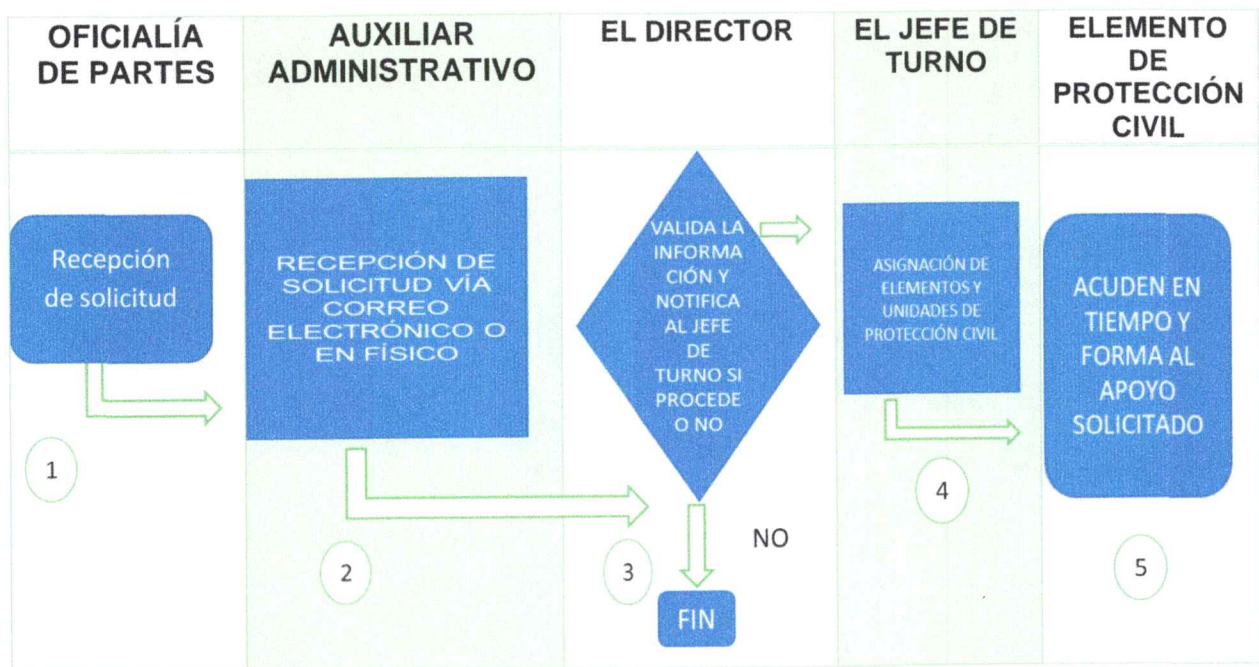 OFICIALÍA
DE PARTES
AUXILIAR
ADMINISTRATIVO
EL DIRECTOR
EL JEFE DE
TURNO
ELEMENTO
DE
PROTECCIÓN
CIVIL
Recepción
de solicitud
RECEPCIÓN DE
SOLICITUD VÍA
CORREO
ELECTRÓNICO O
EN FÍSICO
VALIDA LA
INFORMA
CIÓN Y
NOTIFICA
AL JEFE
DE
TURNO SI
PROCEDE
O NO
ASIGNACIÓN DE
ELEMENTOS Y
UNIDADES DE
PROTECCIÓN CIVIL
ACUDEN EN
TIEMPO Y
FORMA AL
APOYO
SOLICITADO
1
2
3
NO
4
5
FIN